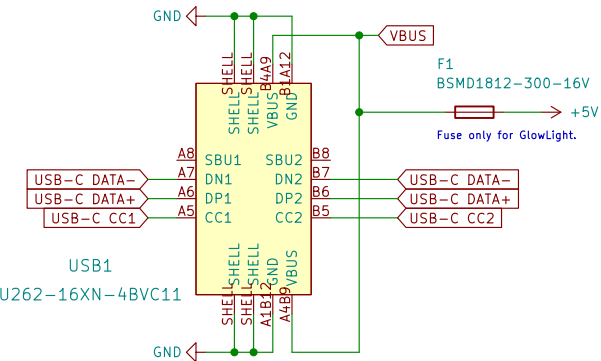 GND
VBUS
SHELL
SHELL
B4A9
B1A12
SHELL
SHELL
VBUS
GND
F1
BSMD1812-300-16V
+5V
Fuse only for GlowLight.
A8
SBU1
SBU2
B8
USB-C DATA-
A7
DN1
DN2
B7
USB-C DATA-
USB-C DATA+
A6
DP1
DP2
B6
USB-C DATA+
USB-C CC1
A5
CC1
CC2
B5
USB-C CC2
SHELL
SHELL
GND
VBUS
USB1
U262-16XN-4BVC11
SHELL
SHELL
A1B12
A4B9
GND